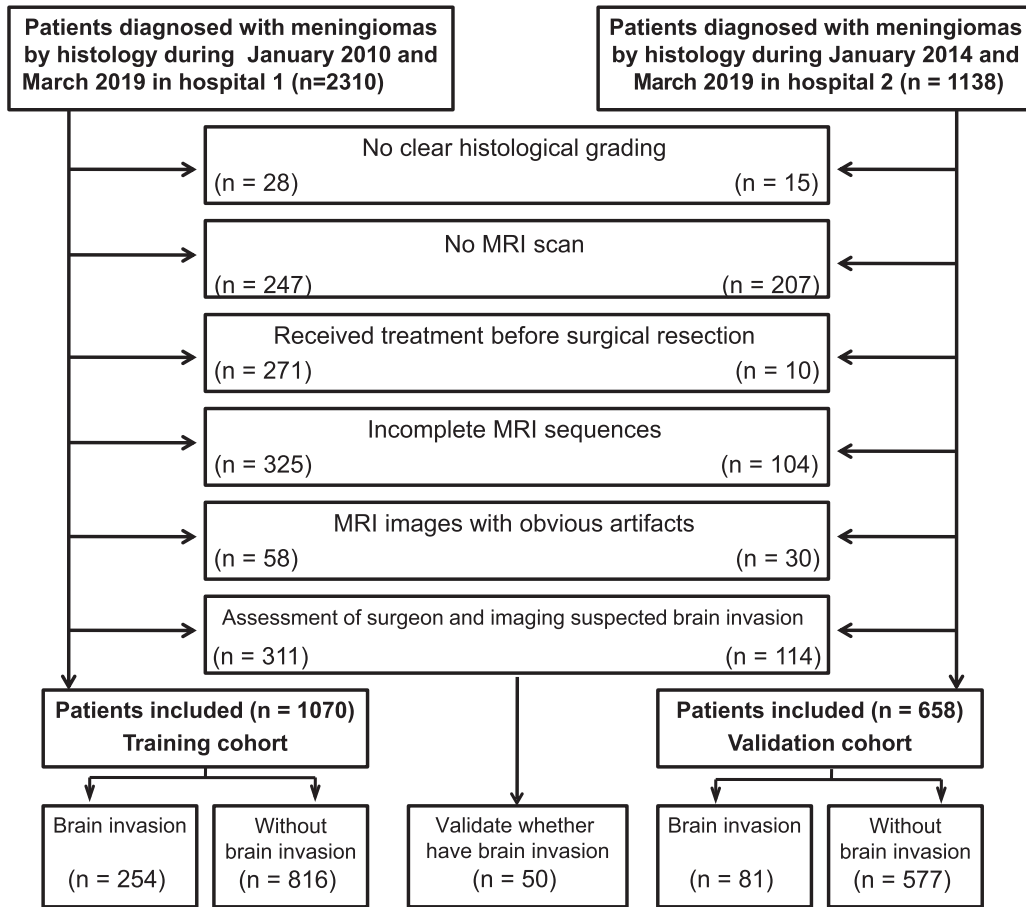 Patients diagnosed with meningiomas
by histology during January 2010 and
March 2019 in hospital 1 (n=2310)
Patients diagnosed with meningiomas
by histology during January 2014 and
March 2019 in hospital 2 (n = 1138)
No clear histological grading
(n = 28) (n = 15)
No MRI scan
(n = 247) (n = 207)
Received treatment before surgical resection
(n = 271) (n = 10)
Incomplete MRI sequences
(n = 325) (n = 104)
MRI images with obvious artifacts
(n = 58) (n = 30)
Assessment of surgeon and imaging suspected brain invasion
(n = 311) (n = 114)
Patients included (n = 1070)
Training cohort
Patients included (n = 658)
Validation cohort
Brain invasion
(n = 254)
Without
brain invasion
(n = 816)
Validate whether
have brain invasion
(n = 50)
Brain invasion
(n = 81)
Without
brain invasion
(n = 577)